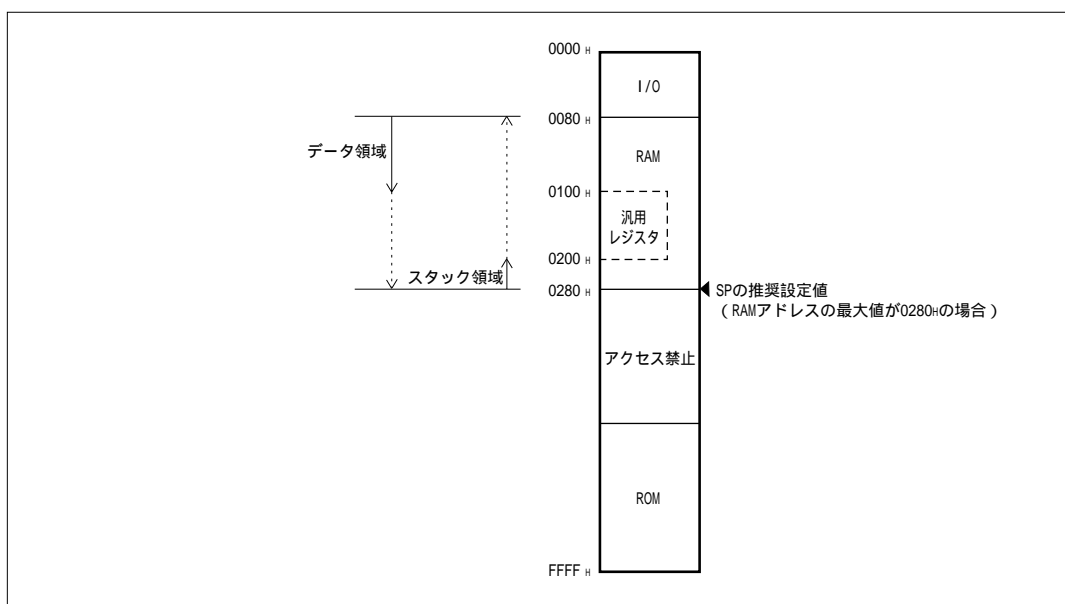 0000 H
I/O
0080 H
データ領域
RAM
0100 H
汎用
レジスタ
0200 H
スタック領域
0280 H
SPの推奨設定値
（RAMアドレスの最大値が0280Hの場合）
アクセス禁止
ROM
FFFF H